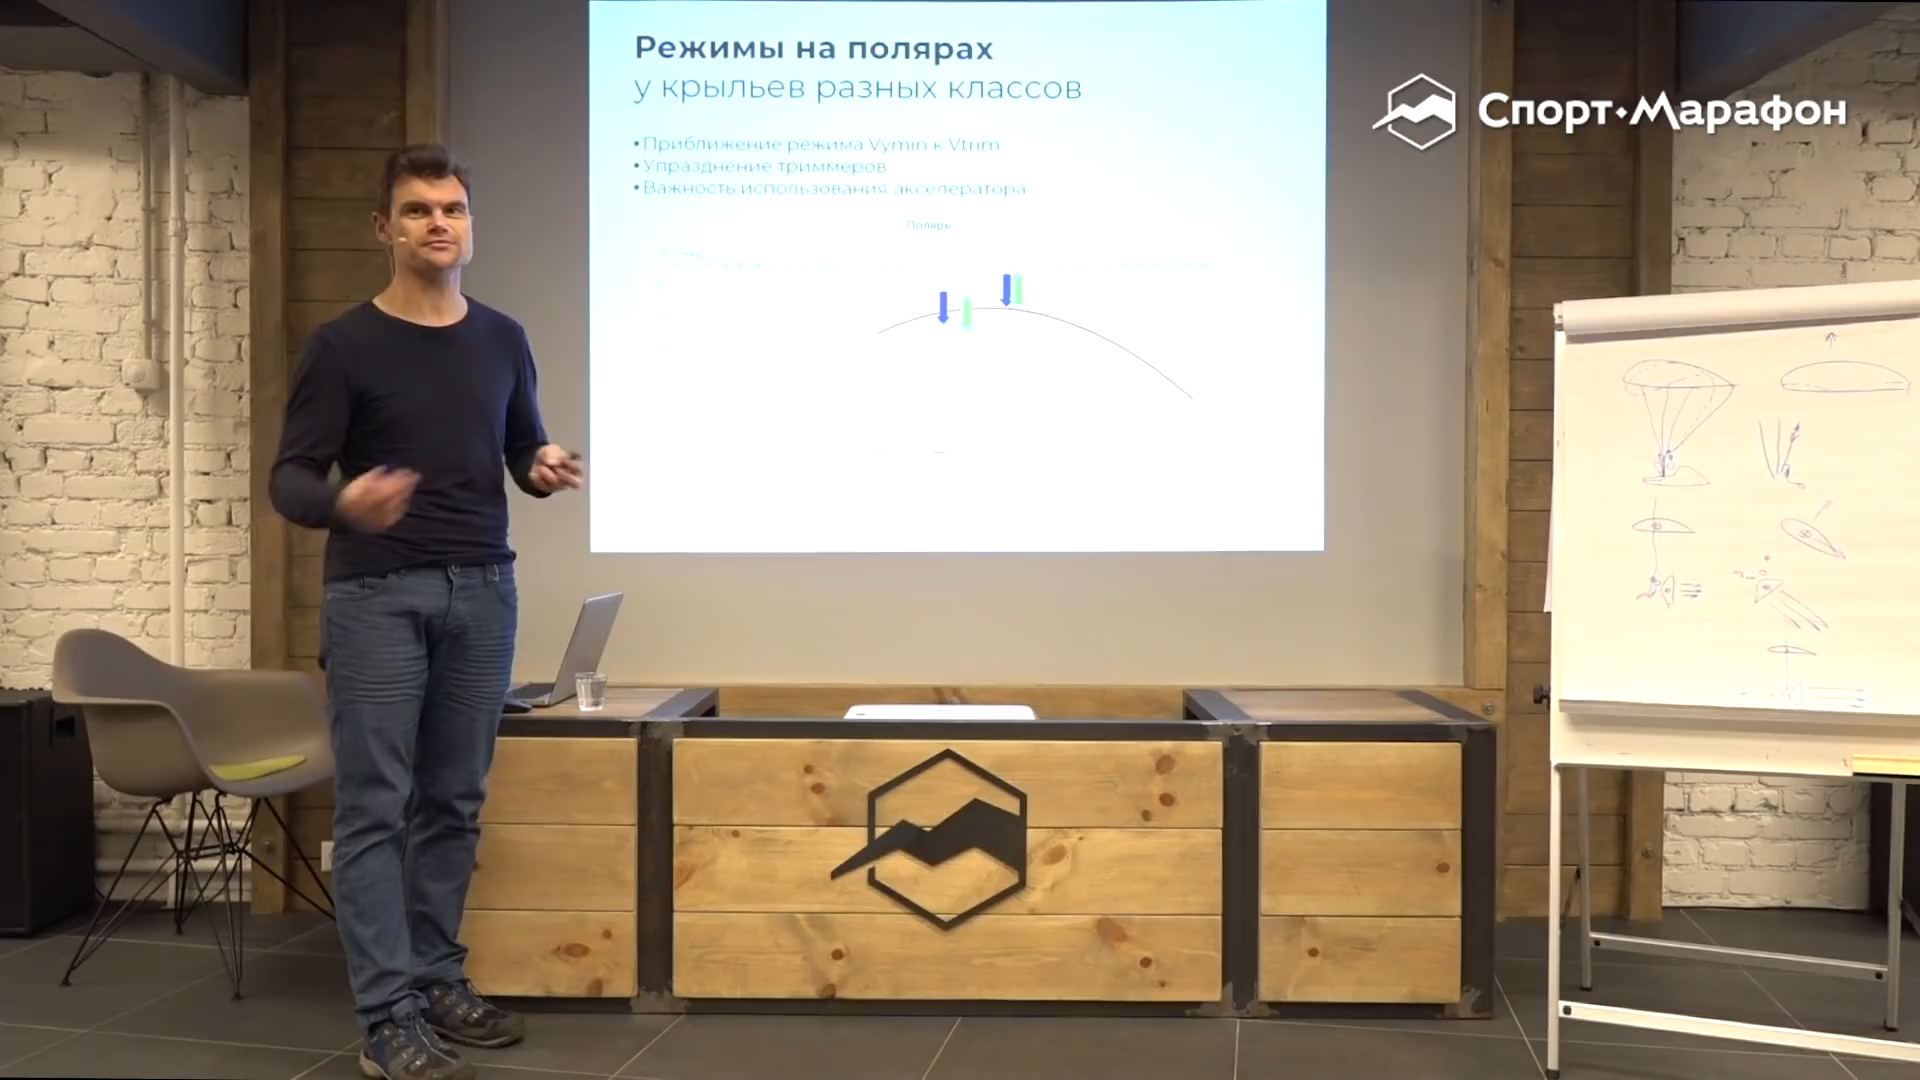 Режимы на полярах
у крыльев разных классов
•Приближение режима Vymin к Vtrim
•Упразднение триммеров
•Важность использования акселератора
Поляры
Спорт•Марафон